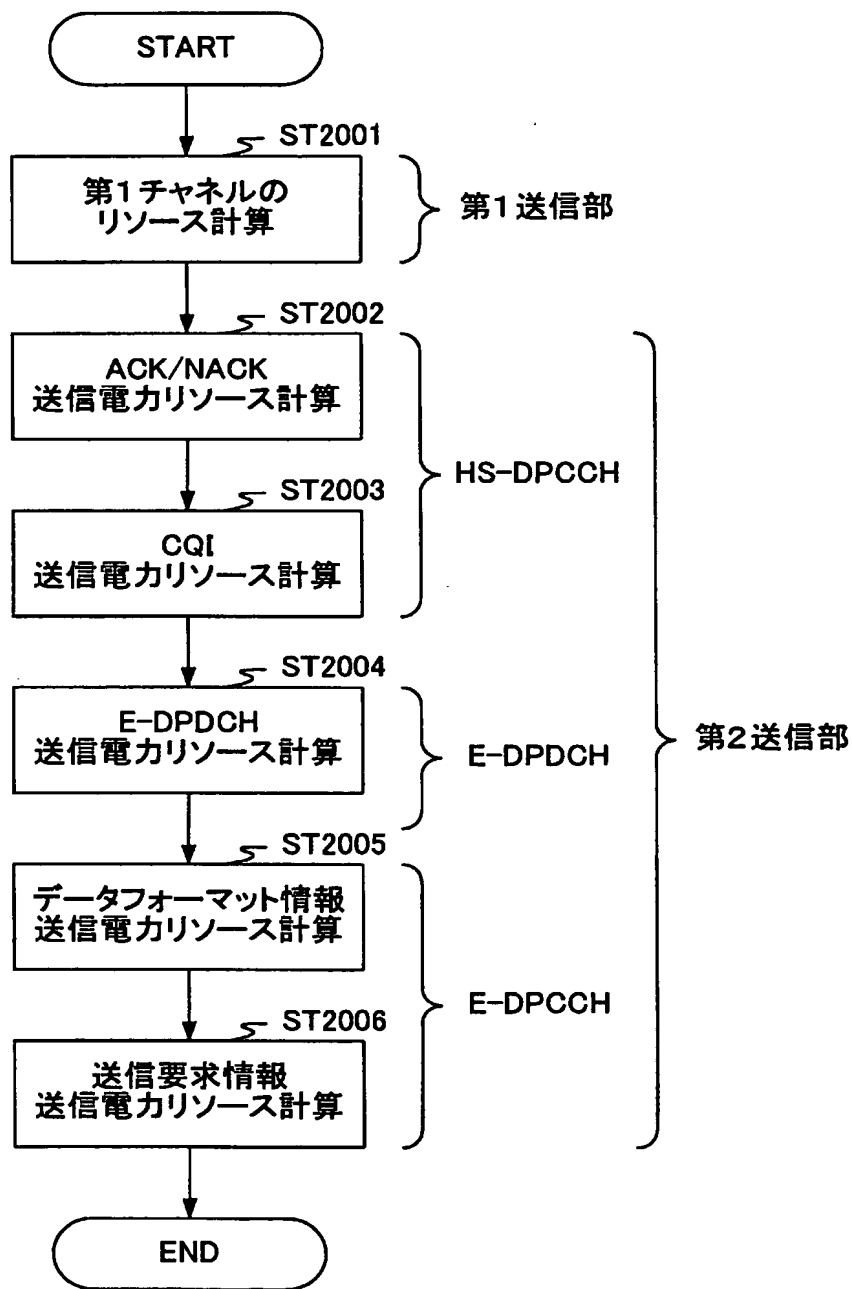 START
ST2001
第1チャネルの
リソース計算
第1送信部
ST2002
ACK/NACK
送信電力リソース計算
HS-DPCCH
ST2003
CQI
送信電力リソース計算
ST2004
E-DPDCH
送信電力リソース計算
E-DPDCH
第2送信部
ST2005
データフォーマット情報
送信電力リソース計算
E-DPCCH
ST2006
送信要求情報
送信電力リソース計算
END